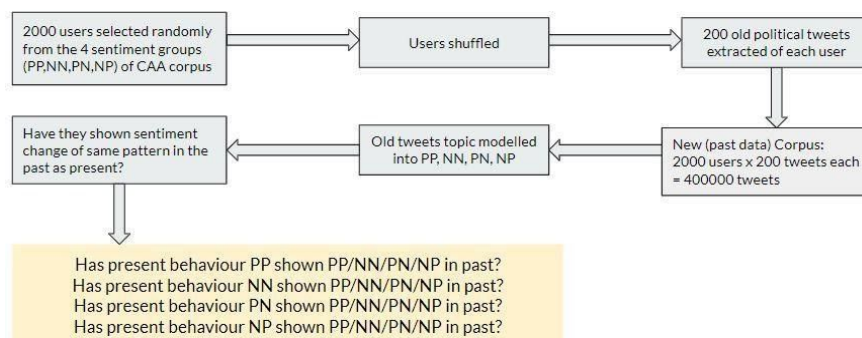 2000 users selected randomly
from the 4 sentiment groups
(PP,NN,PN,NP) of CAA corpus
Users shuffled
200 old political tweets
extracted of each user
New (past data) Corpus:
2000 users x 200 tweets each
= 400000 tweets
Old tweets topic modelled
into PP, NN, PN, NP
Have they shown sentiment
change of same pattern in the
past as present?
Has present behaviour PP shown PP/NN/PN/NP in past?
Has present behaviour NN shown PP/NN/PN/NP in past?
Has present behaviour PN shown PP/NN/PN/NP in past?
Has present behaviour NP shown PP/NN/PN/NP in past?